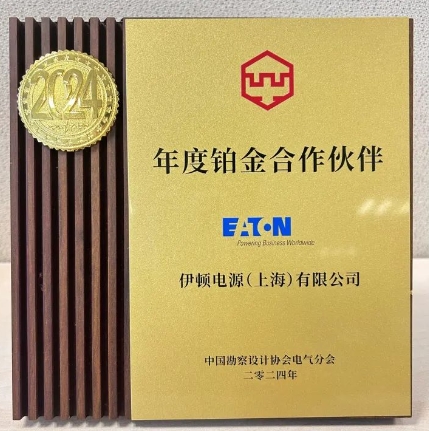 2024
年度铂金合作伙伴
EATON
Powering Business Worldwide
伊顿电源(上海)有限公司
中国勘察设计协会电气分会
二零二四年